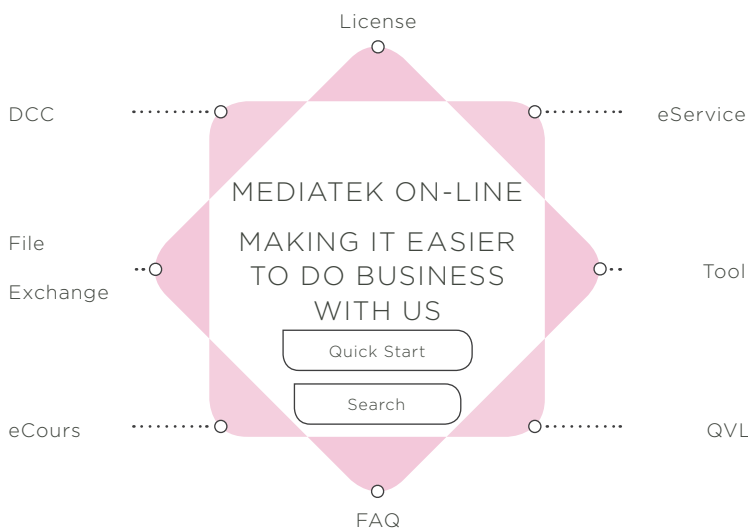 License
DCC
eService
MEDIATEK ON-LINE
File
Exchange
MAKING IT EASIER
TO DO BUSINESS
WITH US
Tool
Quick Start
Search
eCours
QVL
FAQ